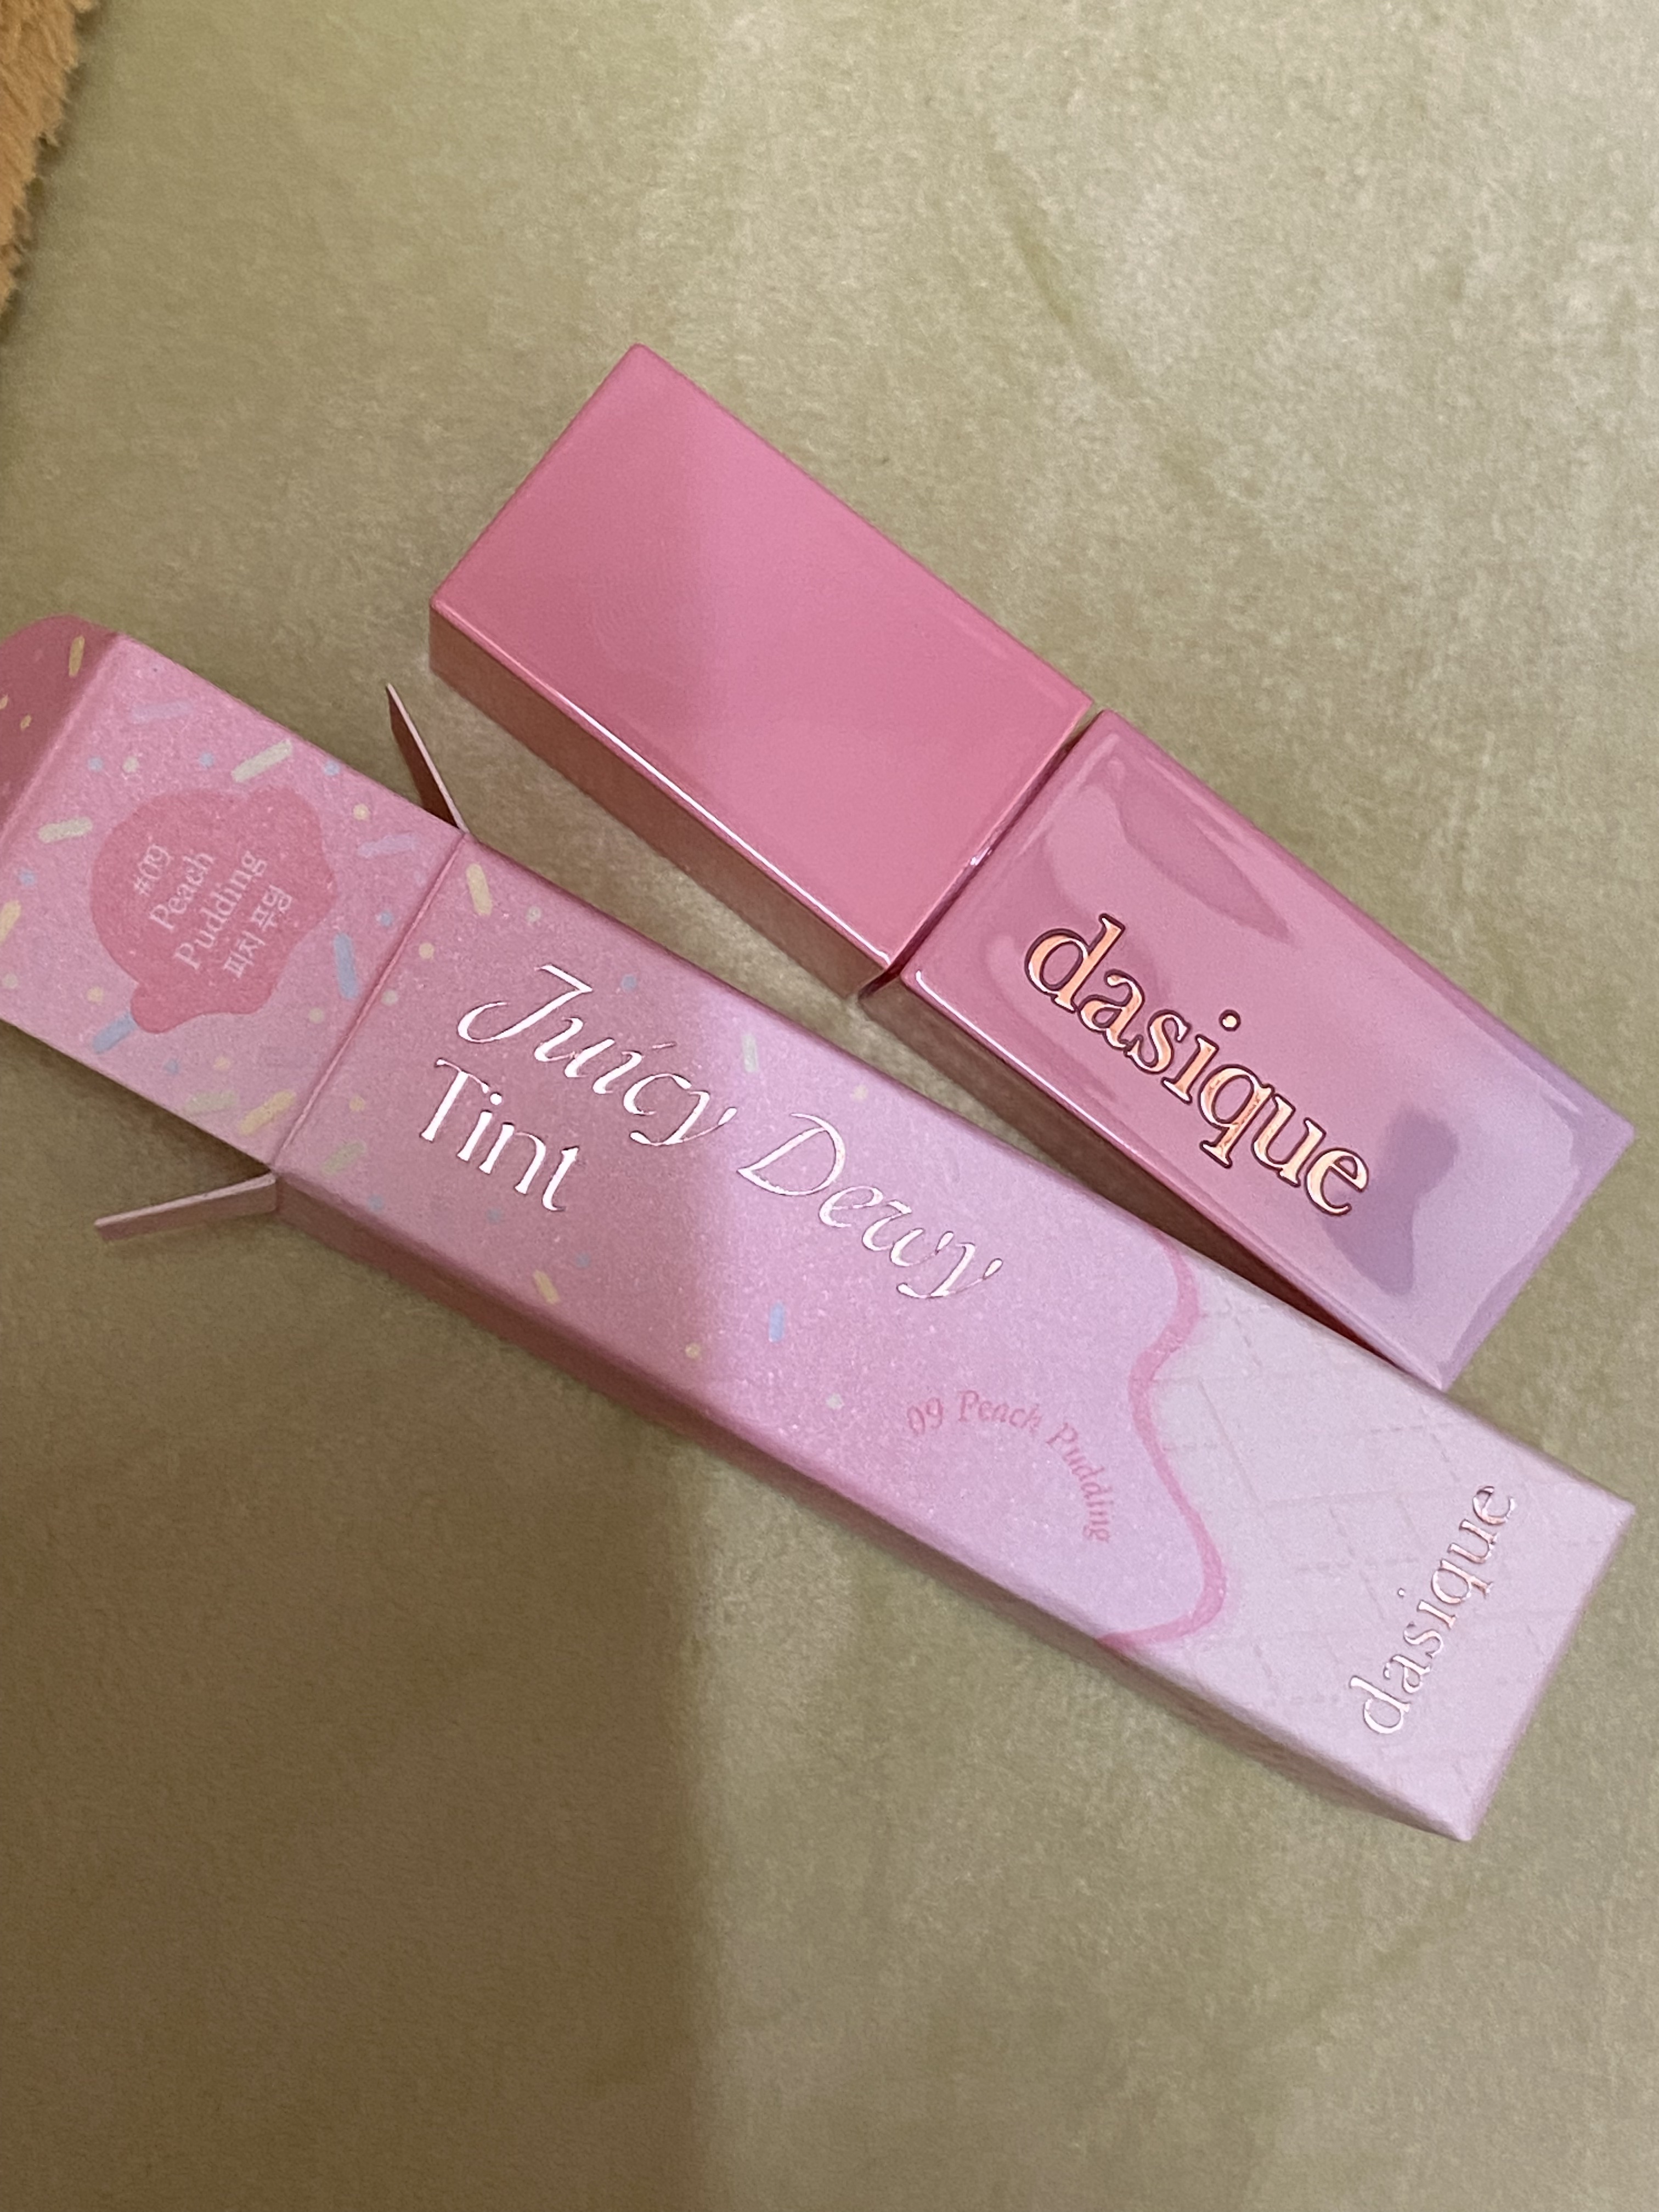 dasique
#09
Peach
Pudding
피치 푸딩
Juicy Dewy
Tint
09 Peach Pudding
dasique